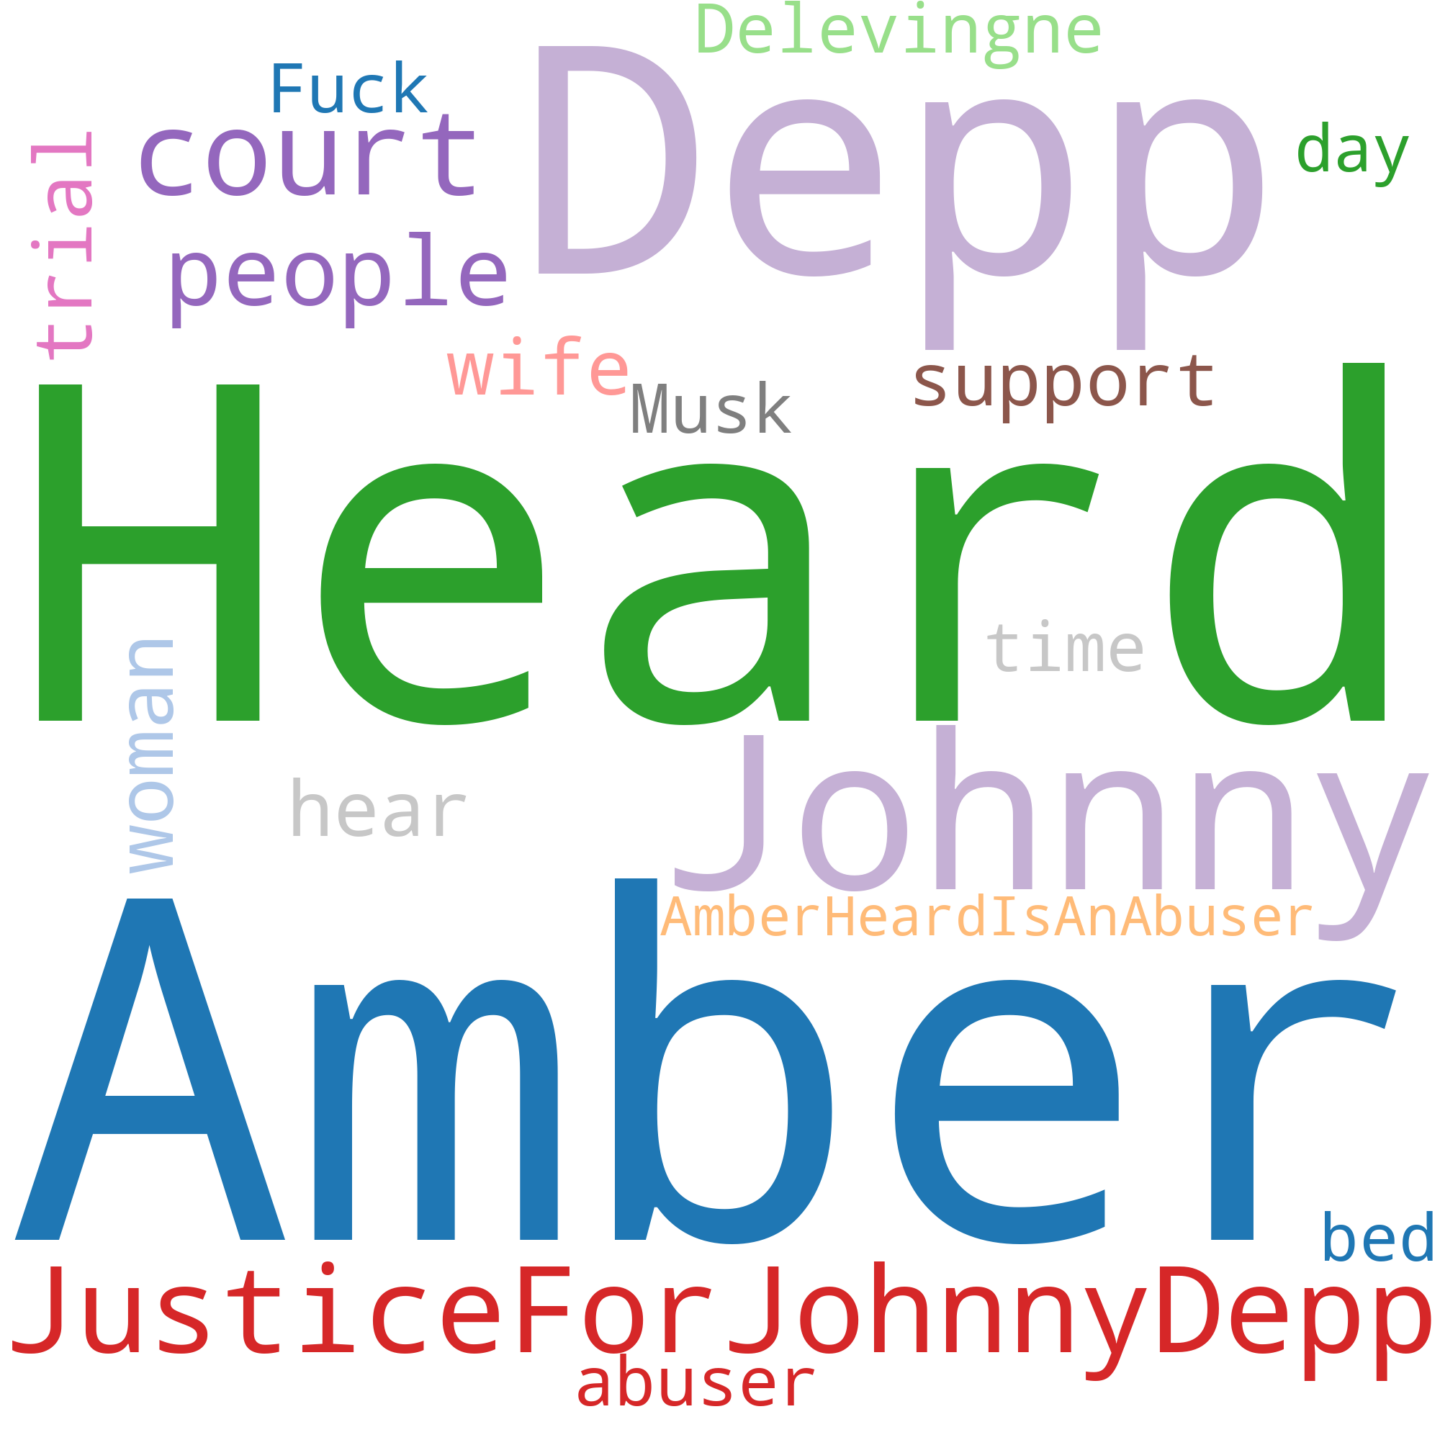 Delevingne
Depp
Fuck
court
day
trial
people
wife
Musk
support
Heard
time
woman
hear
Johnny
AmberHeardIsAnAbuser
Amber
bed
JusticeForJohnnyDepp
abuser